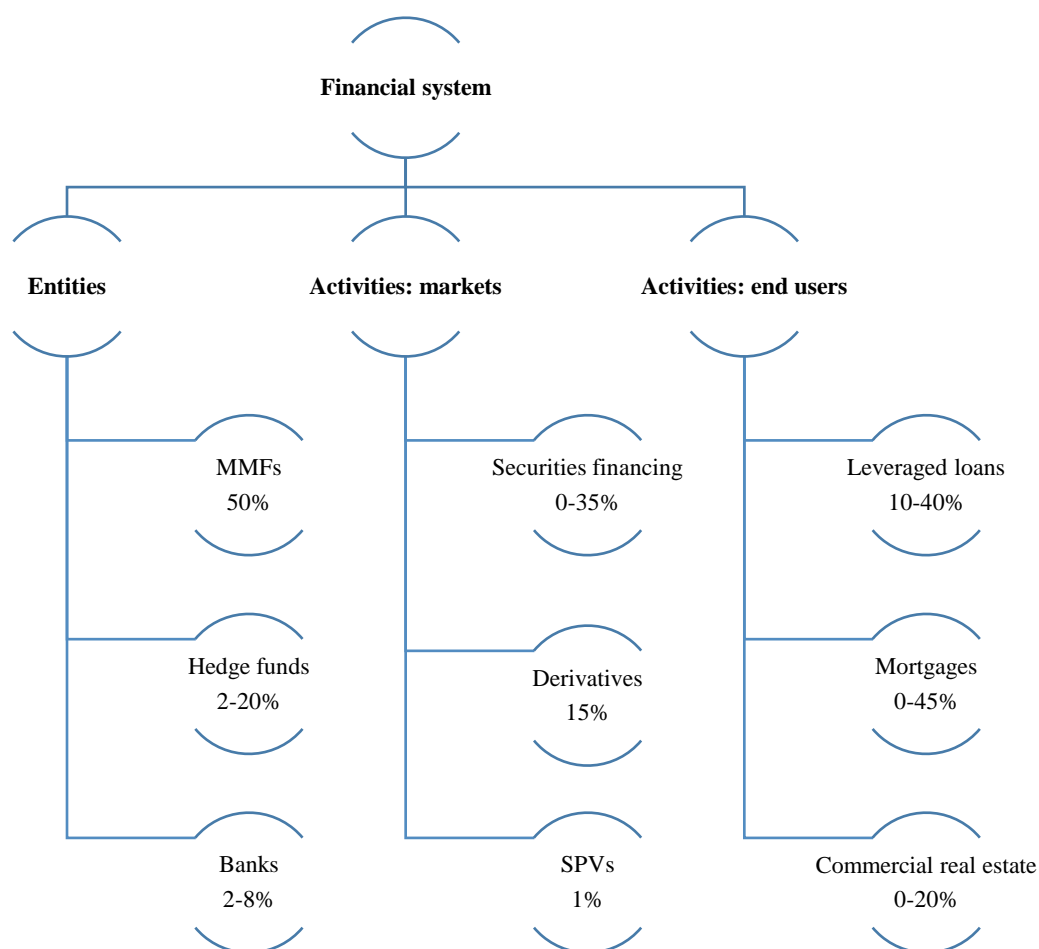 Financial system
Entities
Activities: markets
Activities: end users
MMFs
50%
Securities financing
0-35%
Leveraged loans
10-40%
Hedge funds
2-20%
Derivatives
15%
Mortgages
0-45%
Banks
2-8%
SPVs
1%
Commercial real estate
0-20%